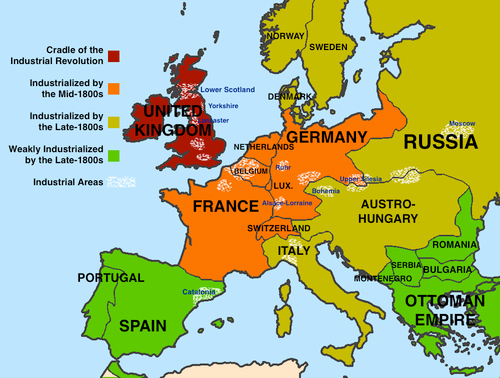 Cradle of the
Industrial Revolution
Industrialized by
the Mid-1800s
Industrialized by
the Late-1800s
Weakly Industrialized
by the Late-1800s
Industrial Areas
NORWAY
SWEDEN
Lower Scotland
DENMARK
Yorkshire
UNITED
KINGDOM
Lancaster
Moscow
GERMANY
RUSSIA
NETHERLANDS
BELGIUM
Ruhr
Upper Silesia
LUX.
Bohemia
FRANCE
Alsace-Lorraine
AUSTRO-
HUNGARY
SWITZERLAND
ITALY
ROMANIA
SERBIA
BULGARIA
MONTENEGRO
PORTUGAL
Catalonia
OTTOMAN
EMPIRE
SPAIN